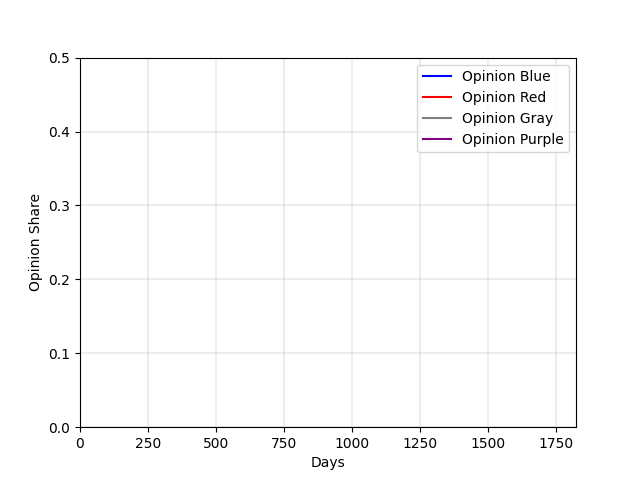 0.5
0.4
0.3
0.2
0.1
0.0
Opinion Share
Opinion Blue
Opinion Red
Opinion Gray
Opinion Purple
0 250 500 750 1000 1250 1500 1750
Days